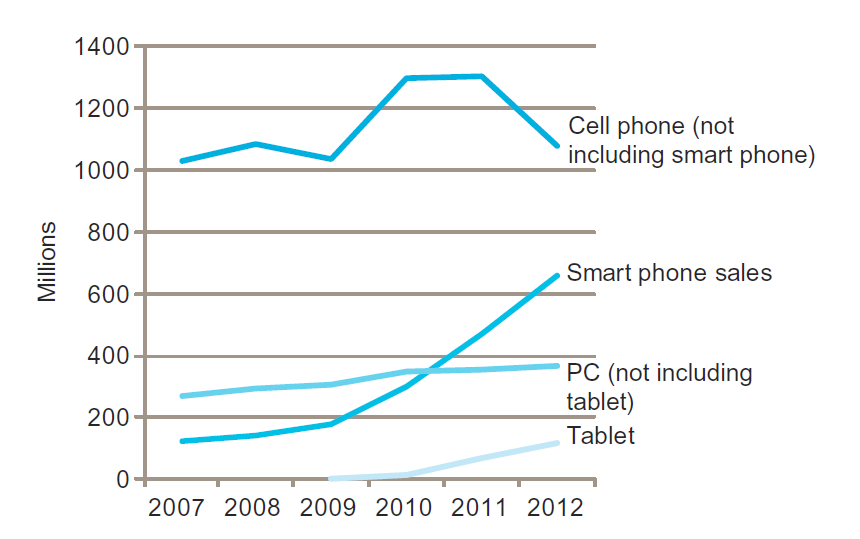 1400
1200
Cell phone (not
including smart phone)
1000
800
Millions
Smart phone sales
600
400
PC (not including
tablet)
200
Tablet
0
2007 2008 2009 2010 2011 2012